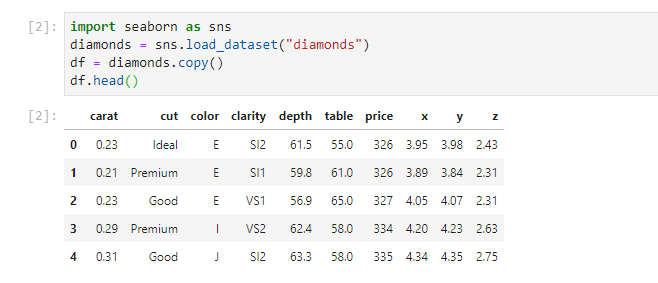 [2]: import seaborn as sns
diamonds = sns.load_dataset("diamonds")
df = diamonds.copy()
df.head()
[2]: carat cut color clarity depth table price x y z
0 0.23 Ideal E SI2 61.5 55.0 326 3.95 3.98 2.43
1 0.21 Premium E SI1 59.8 61.0 326 3.89 3.84 2.31
2 0.23 Good E VS1 56.9 65.0 327 4.05 4.07 2.31
3 0.29 Premium I VS2 62.4 58.0 334 4.20 4.23 2.63
4 0.31 Good J SI2 63.3 58.0 335 4.34 4.35 2.75